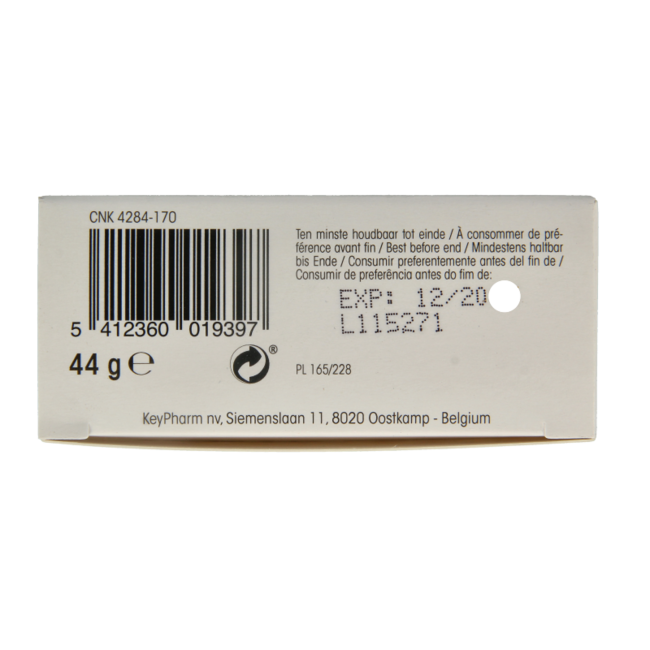 CNK 4284-170
5 412360 019397
44 g ℮
®
Ten minste houdbaar tot einde / À consommer de pré-
férence avant fin / Best before end / Mindestens haltbar
bis Ende / Consumir preferentemente antes del fin de /
Consumir de preferência antes do fim de:
EXP: 12/20
L115271
PL 165/228
KeyPharm nv, Siemenslaan 11, 8020 Oostkamp - Belgium